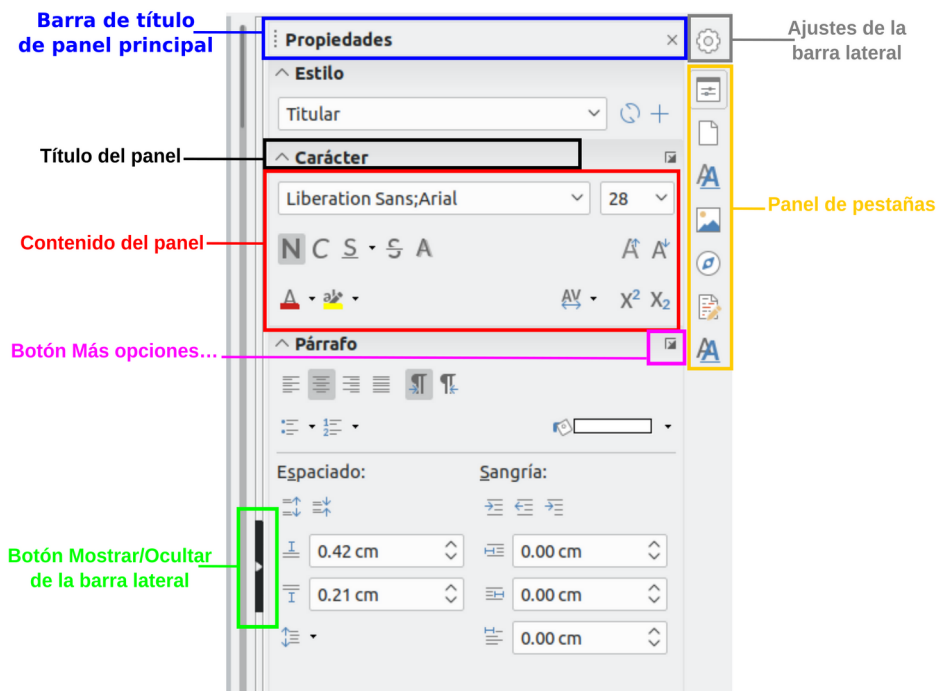 Barra de título
de panel principal
Propiedades
Ajustes de la
barra lateral
Estilo
Titular
Título del panel
Carácter
Liberation Sans;Arial
28
Contenido del panel
N C S S A A A
A ab AV X² X₂
Panel de pestañas
Botón Más opciones...
Párrafo
Espaciado:
Sangría:
0.42 cm
0.00 cm
Botón Mostrar/Ocultar
de la barra lateral
0.21 cm
0.00 cm
0.00 cm